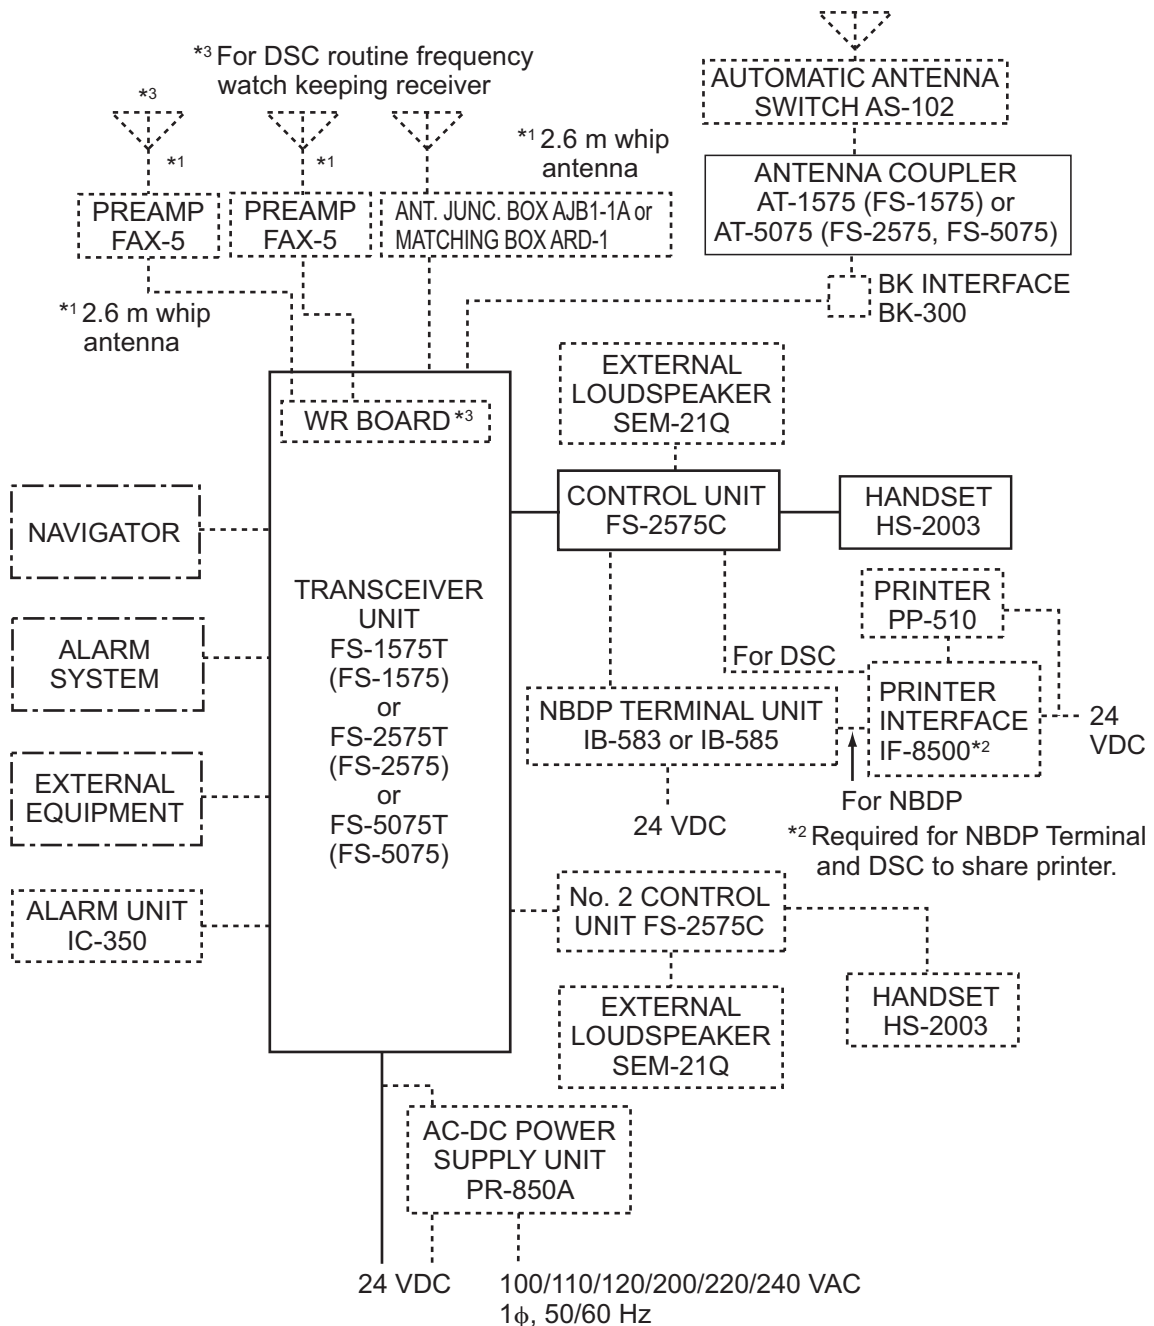 *3 For DSC routine frequency
watch keeping receiver
AUTOMATIC ANTENNA
SWITCH AS-102
*3
*1
*1
*1 2.6 m whip
antenna
PREAMP
FAX-5
PREAMP
FAX-5
ANT. JUNC. BOX AJB1-1A or
MATCHING BOX ARD-1
ANTENNA COUPLER
AT-1575 (FS-1575) or
AT-5075 (FS-2575, FS-5075)
*1 2.6 m whip
antenna
BK INTERFACE
BK-300
EXTERNAL
LOUDSPEAKER
SEM-21Q
WR BOARD *3
CONTROL UNIT
FS-2575C
HANDSET
HS-2003
NAVIGATOR
TRANSCEIVER
UNIT
FS-1575T
(FS-1575)
or
FS-2575T
(FS-2575)
or
FS-5075T
(FS-5075)
PRINTER
PP-510
ALARM
SYSTEM
For DSC
NBDP TERMINAL UNIT
IB-583 or IB-585
PRINTER
INTERFACE
IF-8500*2
24
VDC
EXTERNAL
EQUIPMENT
For NBDP
24 VDC
*2 Required for NBDP Terminal
and DSC to share printer.
ALARM UNIT
IC-350
No. 2 CONTROL
UNIT FS-2575C
EXTERNAL
LOUDSPEAKER
SEM-21Q
HANDSET
HS-2003
AC-DC POWER
SUPPLY UNIT
PR-850A
24 VDC
100/110/120/200/220/240 VAC
1ϕ, 50/60 Hz